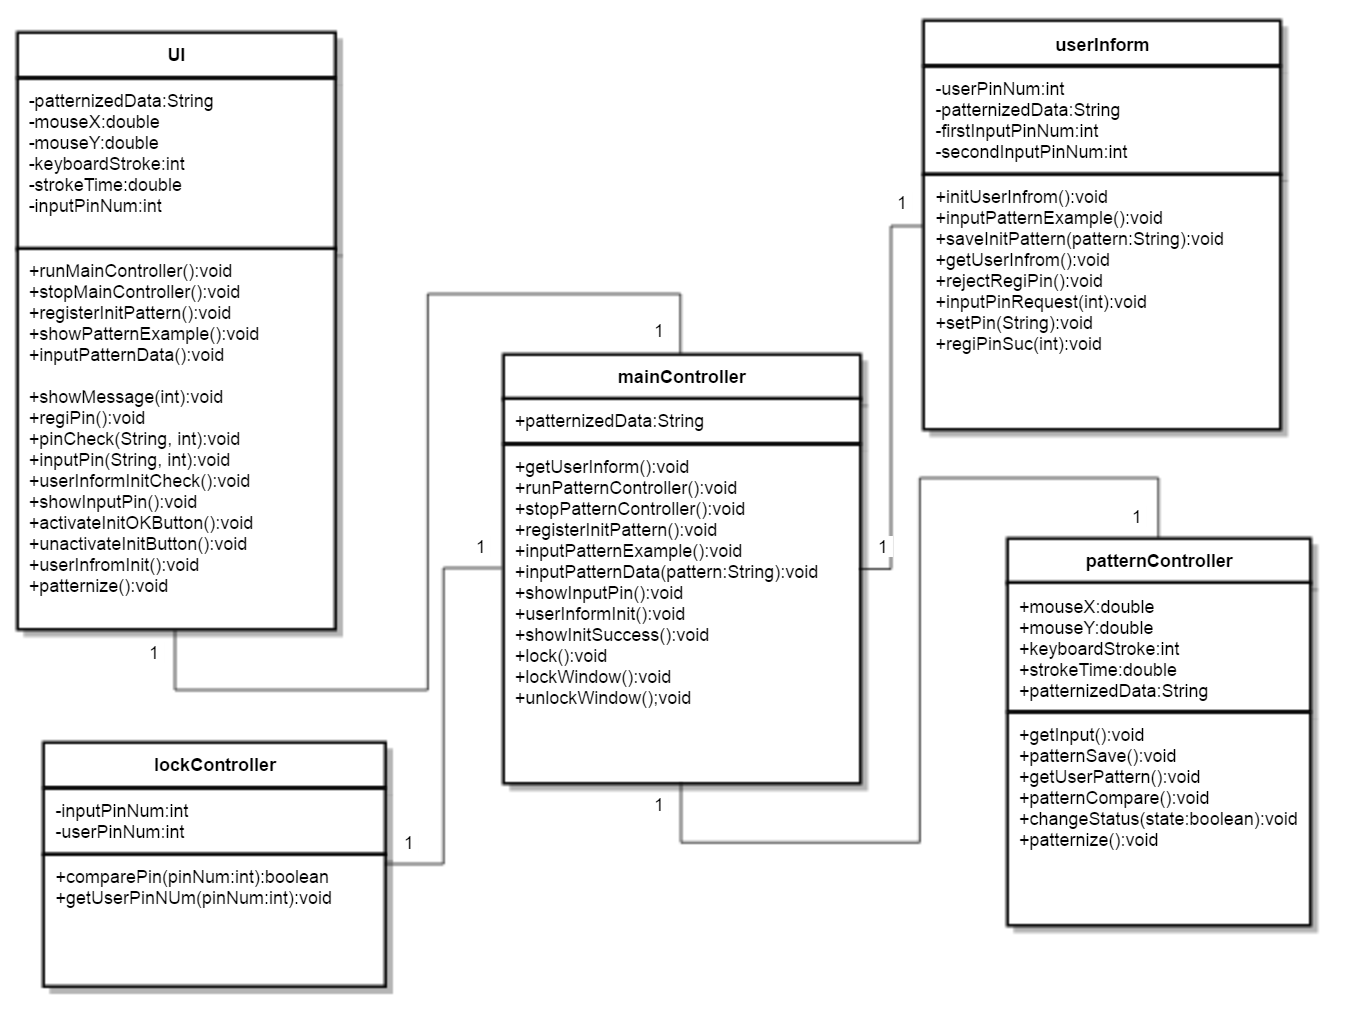 UI
-patternizedData:String
-mouseX:double
-mouseY:double
-keyboardStroke:int
-strokeTime:double
-inputPinNum:int
+runMainController():void
+stopMainController():void
+registerInitPattern():void
+showPatternExample():void
+inputPatternData():void
+showMessage(int):void
+regiPin():void
+pinCheck(String, int):void
+inputPin(String, int):void
+userInformInitCheck():void
+showInputPin():void
+activateInitOKButton():void
+unactivateInitButton():void
+userInfromInit():void
+patternize():void
1
1
mainController
+patternizedData:String
+getUserInform():void
+runPatternController():void
+stopPatternController():void
+registerInitPattern():void
+inputPatternExample():void
+inputPatternData(pattern:String):void
+showInputPin():void
+userInformInit():void
+showInitSuccess():void
+lock():void
+lockWindow():void
+unlockWindow();void
1
1
1
userInform
-userPinNum:int
-patternizedData:String
-firstInputPinNum:int
-secondInputPinNum:int
+initUserInfrom():void
+inputPatternExample():void
+saveInitPattern(pattern:String):void
+getUserInfrom():void
+rejectRegiPin():void
+inputPinRequest(int):void
+setPin(String):void
+regiPinSuc(int):void
1
1
patternController
+mouseX:double
+mouseY:double
+keyboardStroke:int
+strokeTime:double
+patternizedData:String
+getInput():void
+patternSave():void
+getUserPattern():void
+patternCompare():void
+changeStatus(state:boolean):void
+patternize():void
lockController
-inputPinNum:int
-userPinNum:int
+comparePin(pinNum:int):boolean
+getUserPinNUm(pinNum:int):void
1